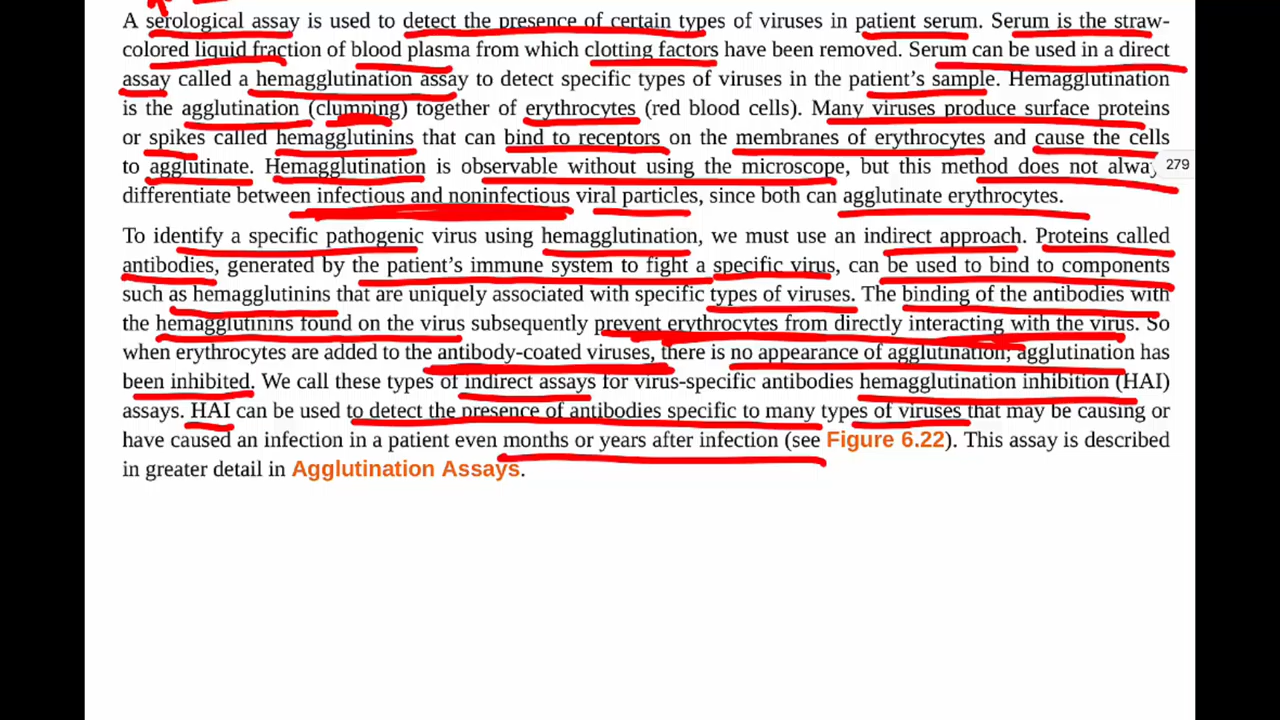 A serological assay is used to detect the presence of certain types of viruses in patient serum. Serum is the straw-
colored liquid fraction of blood plasma from which clotting factors have been removed. Serum can be used in a direct
assay called a hemagglutination assay to detect specific types of viruses in the patient's sample. Hemagglutination
is the agglutination (clumping) together of erythrocytes (red blood cells). Many viruses produce surface proteins
or spikes called hemagglutinins that can bind to receptors on the membranes of erythrocytes and cause the cells
to agglutinate. Hemagglutination is observable without using the microscope, but this method does not alway
279
differentiate between infectious and noninfectious viral particles, since both can agglutinate erythrocytes.
To identify a specific pathogenic virus using hemagglutination, we must use an indirect approach. Proteins called
antibodies, generated by the patient's immune system to fight a specific virus, can be used to bind to components
such as hemagglutinins that are uniquely associated with specific types of viruses. The binding of the antibodies with
the hemagglutinins found on the virus subsequently prevent erythrocytes from directly interacting with the virus. So
when erythrocytes are added to the antibody-coated viruses, there is no appearance of agglutination; agglutination has
been inhibited. We call these types of indirect assays for virus-specific antibodies hemagglutination inhibition (HAI)
assays. HAI can be used to detect the presence of antibodies specific to many types of viruses that may be causing or
have caused an infection in a patient even months or years after infection (see Figure 6.22). This assay is described
in greater detail in Agglutination Assays.